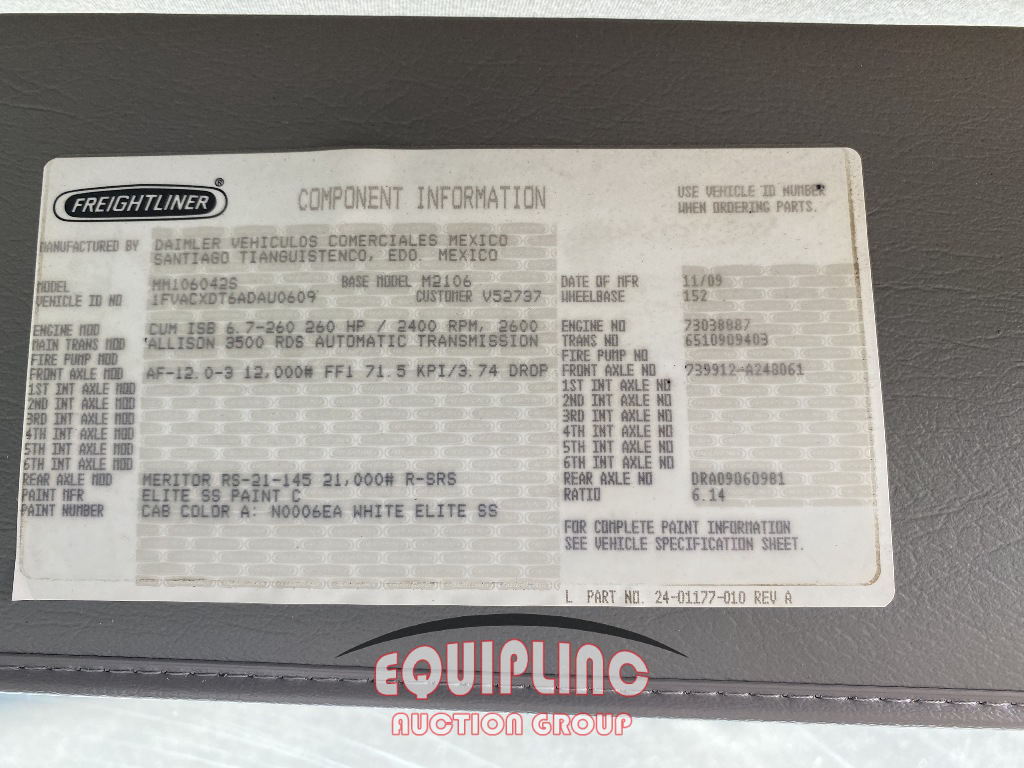 FREIGHTLINER®
COMPONENT INFORMATION
USE VEHICLE ID NUMBER
WHEN ORDERING PARTS.
MANUFACTURED BY DAIMLER VEHICULOS COMERCIALES MEXICO
SANTIAGO TIANGUISTENCO, EDO. MEXICO
MODEL MM106042S BASE MODEL M2106 DATE OF MFR 11/09
VEHICLE ID NO 1FVACXDT6ADAU0609 CUSTOMER V52737 WHEELBASE 152
ENGINE MOD CUM ISB 6.7-260 260 HP / 2400 RPM, 2600 ENGINE NO 73038887
MAIN TRANS MOD ALLISON 3500 RDS AUTOMATIC TRANSMISSION TRANS NO 6510909403
FIRE PUMP MOD FIRE PUMP NO
FRONT AXLE MOD AF-12.0-3 12,000# FF1 71.5 KPI/3.74 DROP FRONT AXLE NO 739912-A248061
1ST INT AXLE MOD 1ST INT AXLE NO
2ND INT AXLE MOD 2ND INT AXLE NO
3RD INT AXLE MOD 3RD INT AXLE NO
4TH INT AXLE MOD 4TH INT AXLE NO
5TH INT AXLE MOD 5TH INT AXLE NO
6TH INT AXLE MOD 6TH INT AXLE NO
REAR AXLE MOD MERITOR RS-21-145 21,000# R-SRS REAR AXLE NO DRA09060981
PAINT MFR ELITE SS PAINT C RATIO 6.14
PAINT NUMBER CAB COLOR A: N0006EA WHITE ELITE SS
FOR COMPLETE PAINT INFORMATION
SEE VEHICLE SPECIFICATION SHEET.
L PART NO. 24-01177-010 REV A
EQUIPLINC
AUCTION GROUP